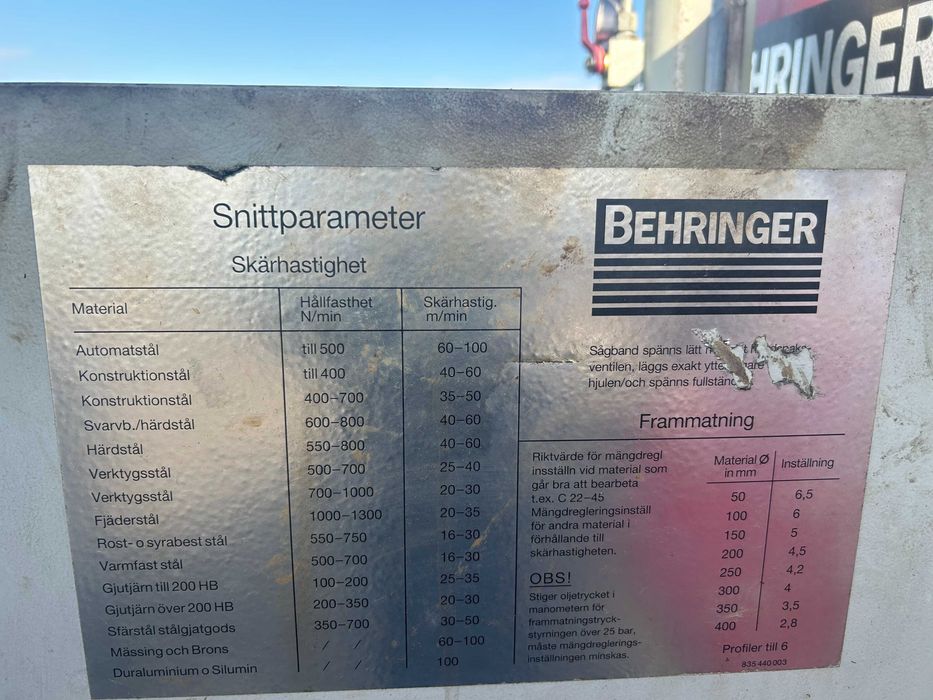 HRINGER
Snittparameter
Skärhastighet
Material Hållfasthet N/min Skärhastig. m/min
Automatstål till 500 60–100
Konstruktionstål till 400 40–60
Konstruktionstål 400–700 35–50
Svarvb./härdstål 600–800 40–60
Härdstål 550–800 40–60
Verktygsstål 500–700 25–40
Verktygsstål 700–1000 20–30
Fjäderstål 1000–1300 20–35
Rost- o syrabest stål 550–750 16–30
Varmfast stål 500–700 16–30
Gjutjärn till 200 HB 100–200 25–35
Gjutjärn över 200 HB 200–350 20–30
Sfärstål stålgjatgods 350–700 30–50
Mässing och Brons / / 60–100
Duraluminium o Silumin / / 100
BEHRINGER
Sågband spänns lätt
ventilen, läggs exakt
hjulen/och spänns
Frammatning
Riktvärde för mängdregl
insställn vid material som
går bra att bearbeta
t.ex. C 22–45
Mängdregleringsinställ
för andra material i
förhållande till
skärhastigheten.
OBS!
Stiger oljetrycket i
manometern för
frammatningstryck-
styrningen över 25 bar,
måste mängdreglerings-
inställningen minskas.
Material Ø in mm Inställning
50 6,5
100 6
150 5
200 4,5
250 4,2
300 4
350 3,5
400 2,8
Profiler till 6
835 440 003